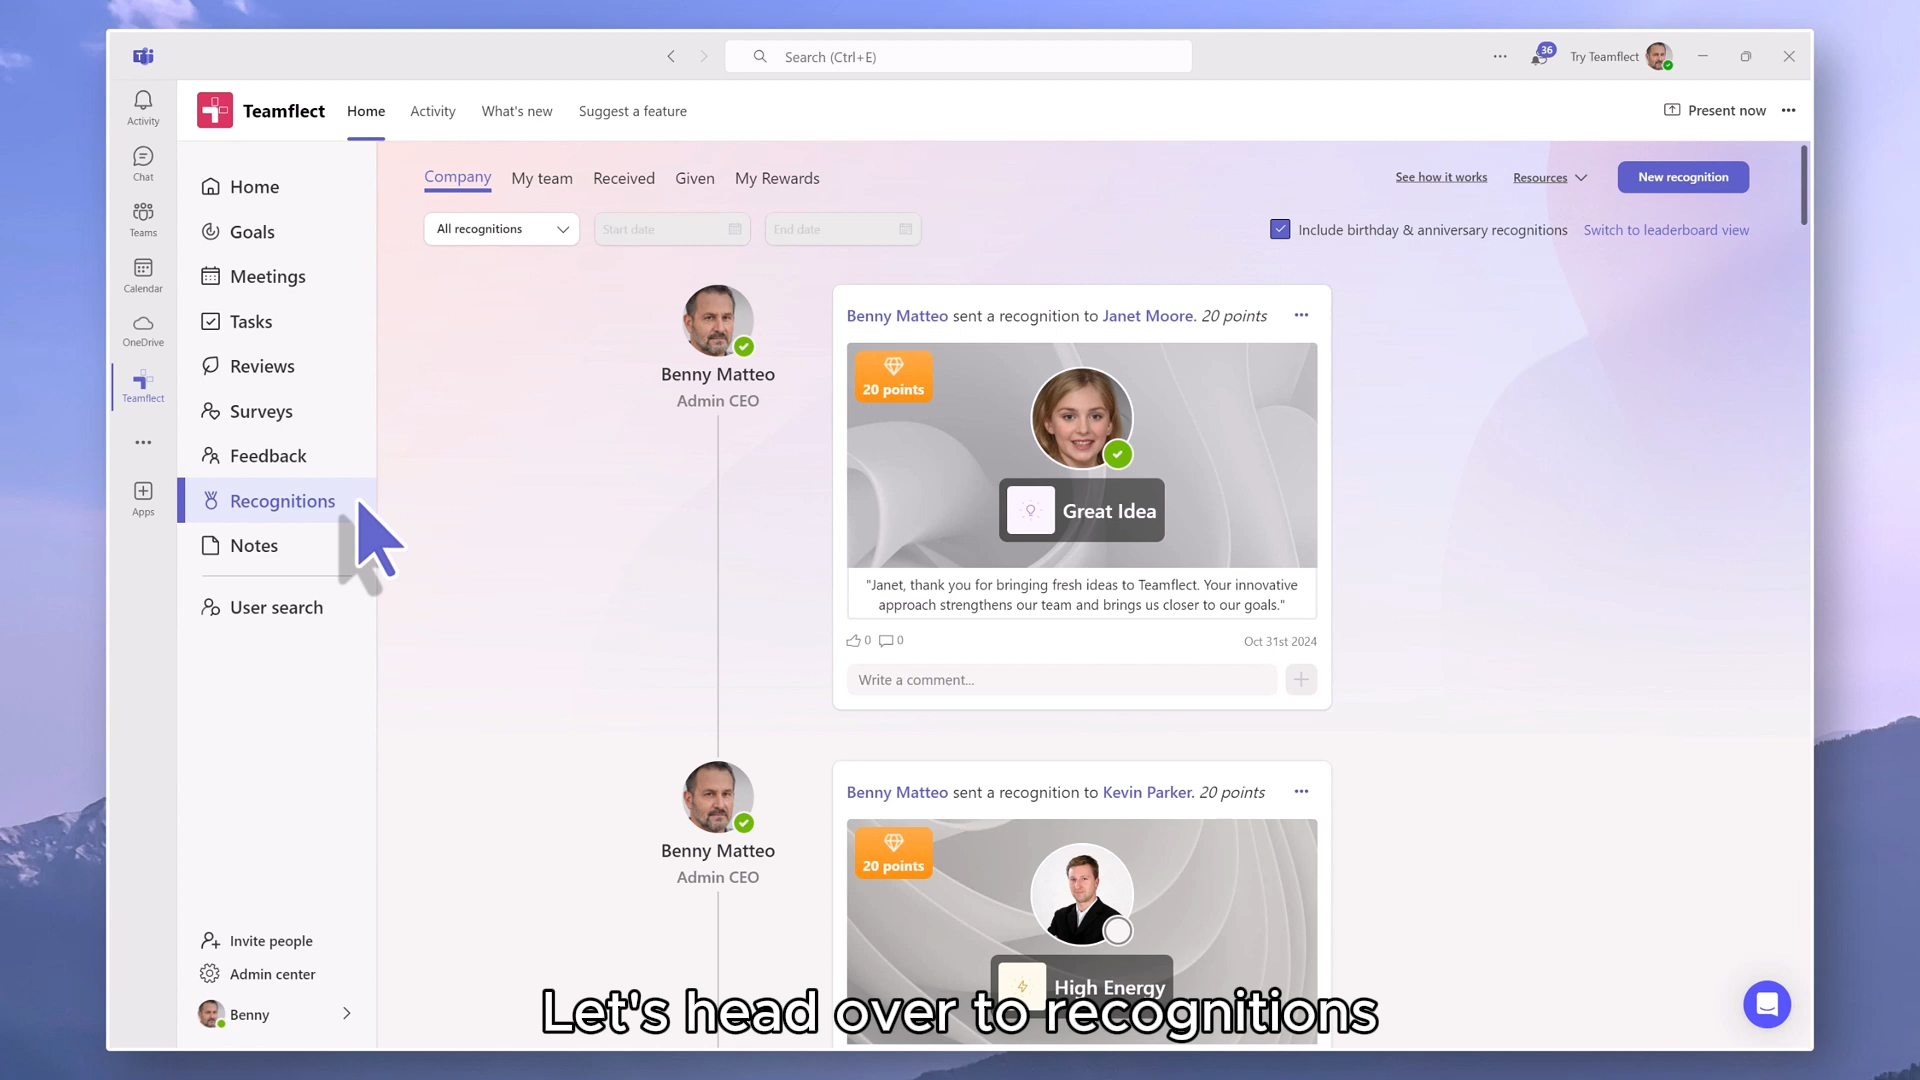 Search (Ctrl+E)
36
Try Teamflect
Activity
Chat
Teams
Calendar
OneDrive
Teamflect
Apps
Teamflect
Home
Activity
What's new
Suggest a feature
Present now
Home
Goals
Meetings
Tasks
Reviews
Surveys
Feedback
Recognitions
Notes
User search
Invite people
Admin center
Benny
Company
My team
Received
Given
My Rewards
See how it works
Resources
New recognition
All recognitions
Start date
End date
Include birthday & anniversary recognitions
Switch to leaderboard view
Benny Matteo
Admin CEO
Benny Matteo sent a recognition to Janet Moore. 20 points
20 points
Great Idea
"Janet, thank you for bringing fresh ideas to Teamflect. Your innovative
approach strengthens our team and brings us closer to our goals."
0
0
Oct 31st 2024
Write a comment...
Benny Matteo
Admin CEO
Benny Matteo sent a recognition to Kevin Parker. 20 points
20 points
High Energy
Let's head over to recognitions